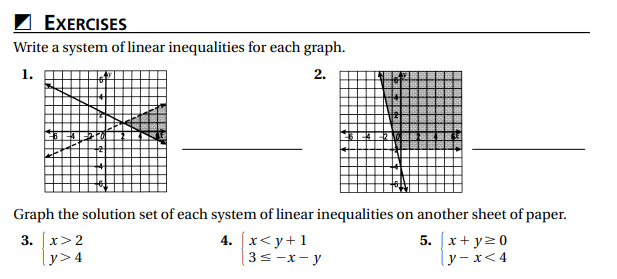 EXERCISES
Write a system of linear inequalities for each graph.
1.
2.
Graph the solution set of each system of linear inequalities on another sheet of paper.
3. { x > 2
y > 4
4. { x < y + 1
3 ≤ -x - y
5. { x + y ≥ 0
y - x < 4